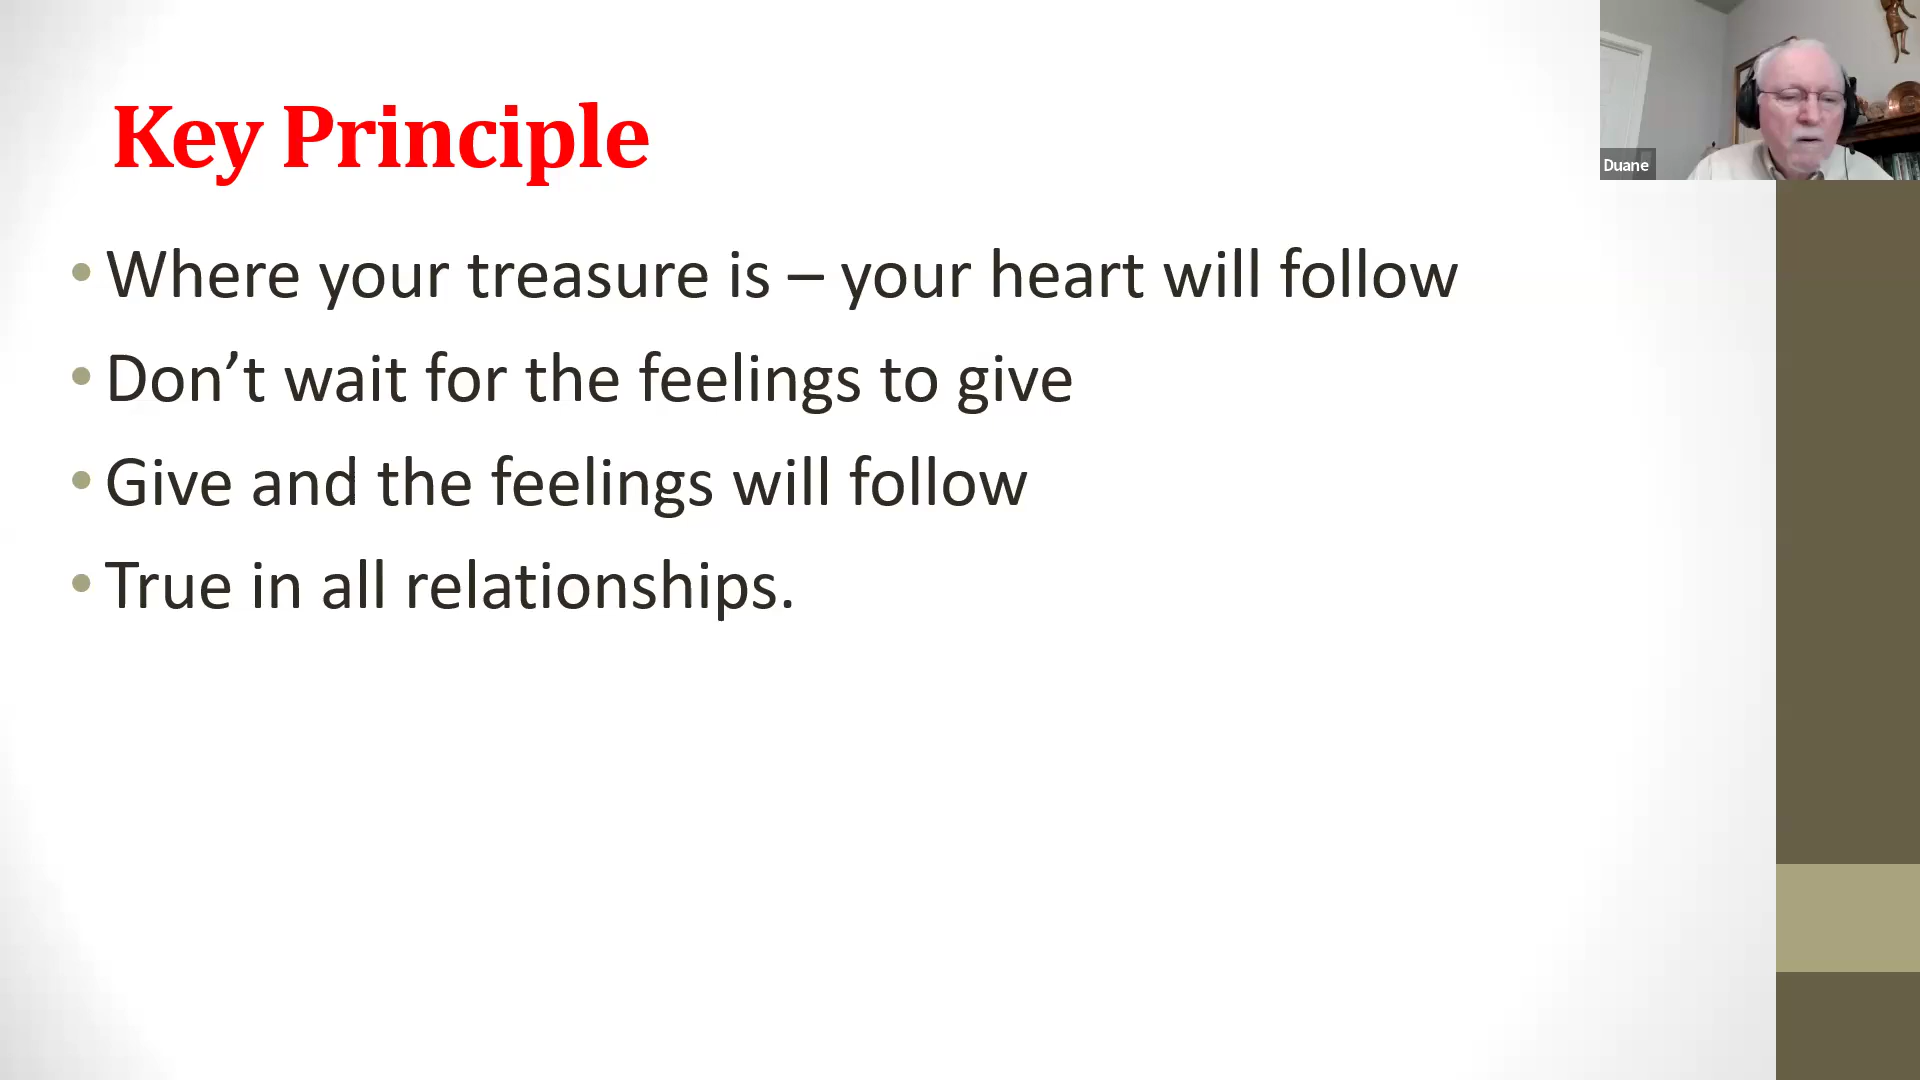 Key Principle
• Where your treasure is – your heart will follow
• Don’t wait for the feelings to give
• Give and the feelings will follow
• True in all relationships.
Duane